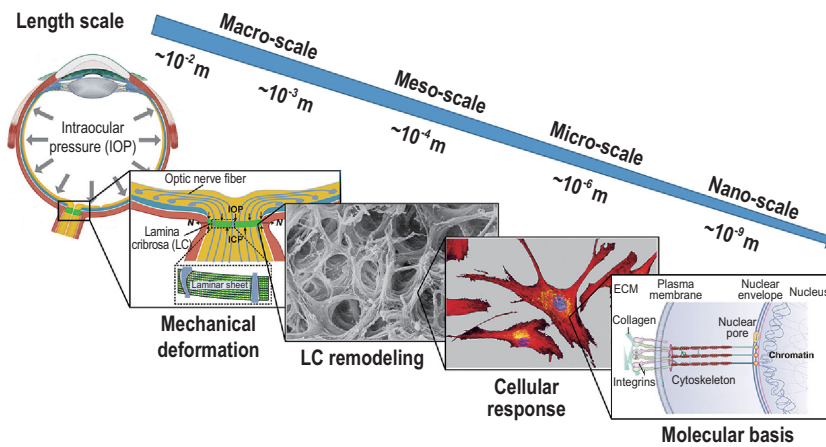 Length scale
Macro-scale
Meso-scale
Micro-scale
Nano-scale
~10⁻² m
~10⁻³ m
~10⁻⁴ m
~10⁻⁶ m
~10⁻⁹ m
Intraocular
pressure (IOP)
Optic nerve fiber
IOP
N
N
Lamina
cribrosa (LC)
ICP
Laminar sheet
Mechanical
deformation
LC remodeling
Cellular
response
ECM
Plasma
membrane
Nuclear
envelope
Nucleus
Collagen
Nuclear
pore
Chromatin
Integrins
Cytoskeleton
Molecular basis